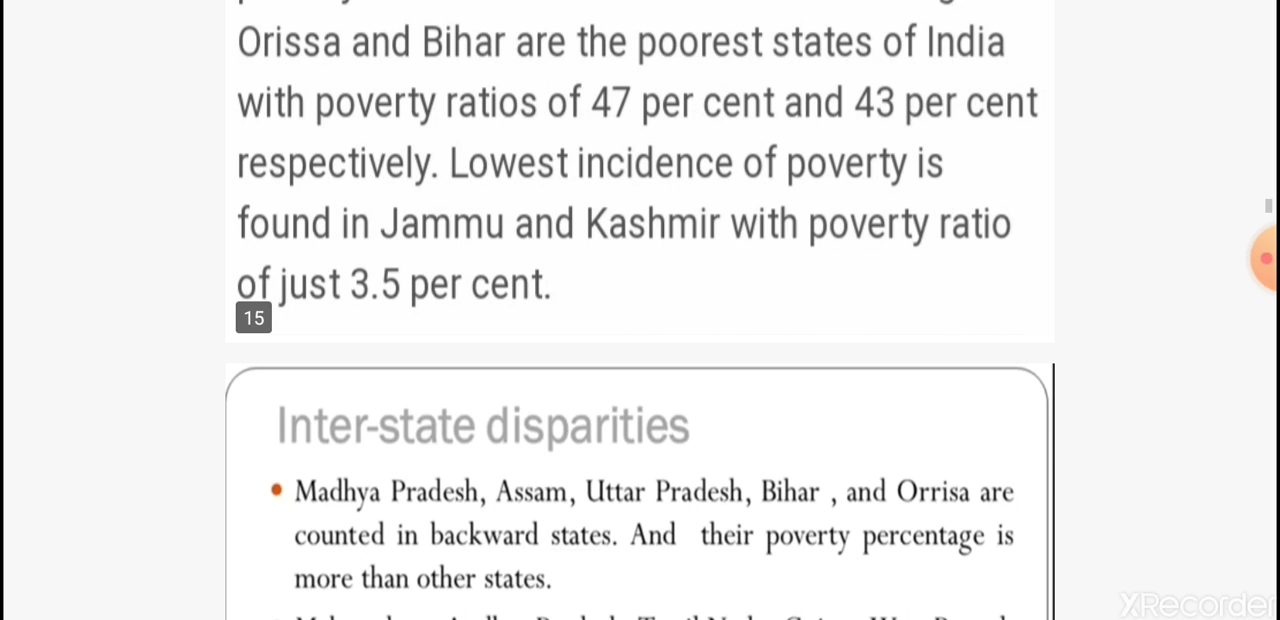 Orissa and Bihar are the poorest states of India
with poverty ratios of 47 per cent and 43 per cent
respectively. Lowest incidence of poverty is
found in Jammu and Kashmir with poverty ratio
of just 3.5 per cent.
15
Inter-state disparities
• Madhya Pradesh, Assam, Uttar Pradesh, Bihar , and Orrisa are
counted in backward states. And their poverty percentage is
more than other states.
XRecorder